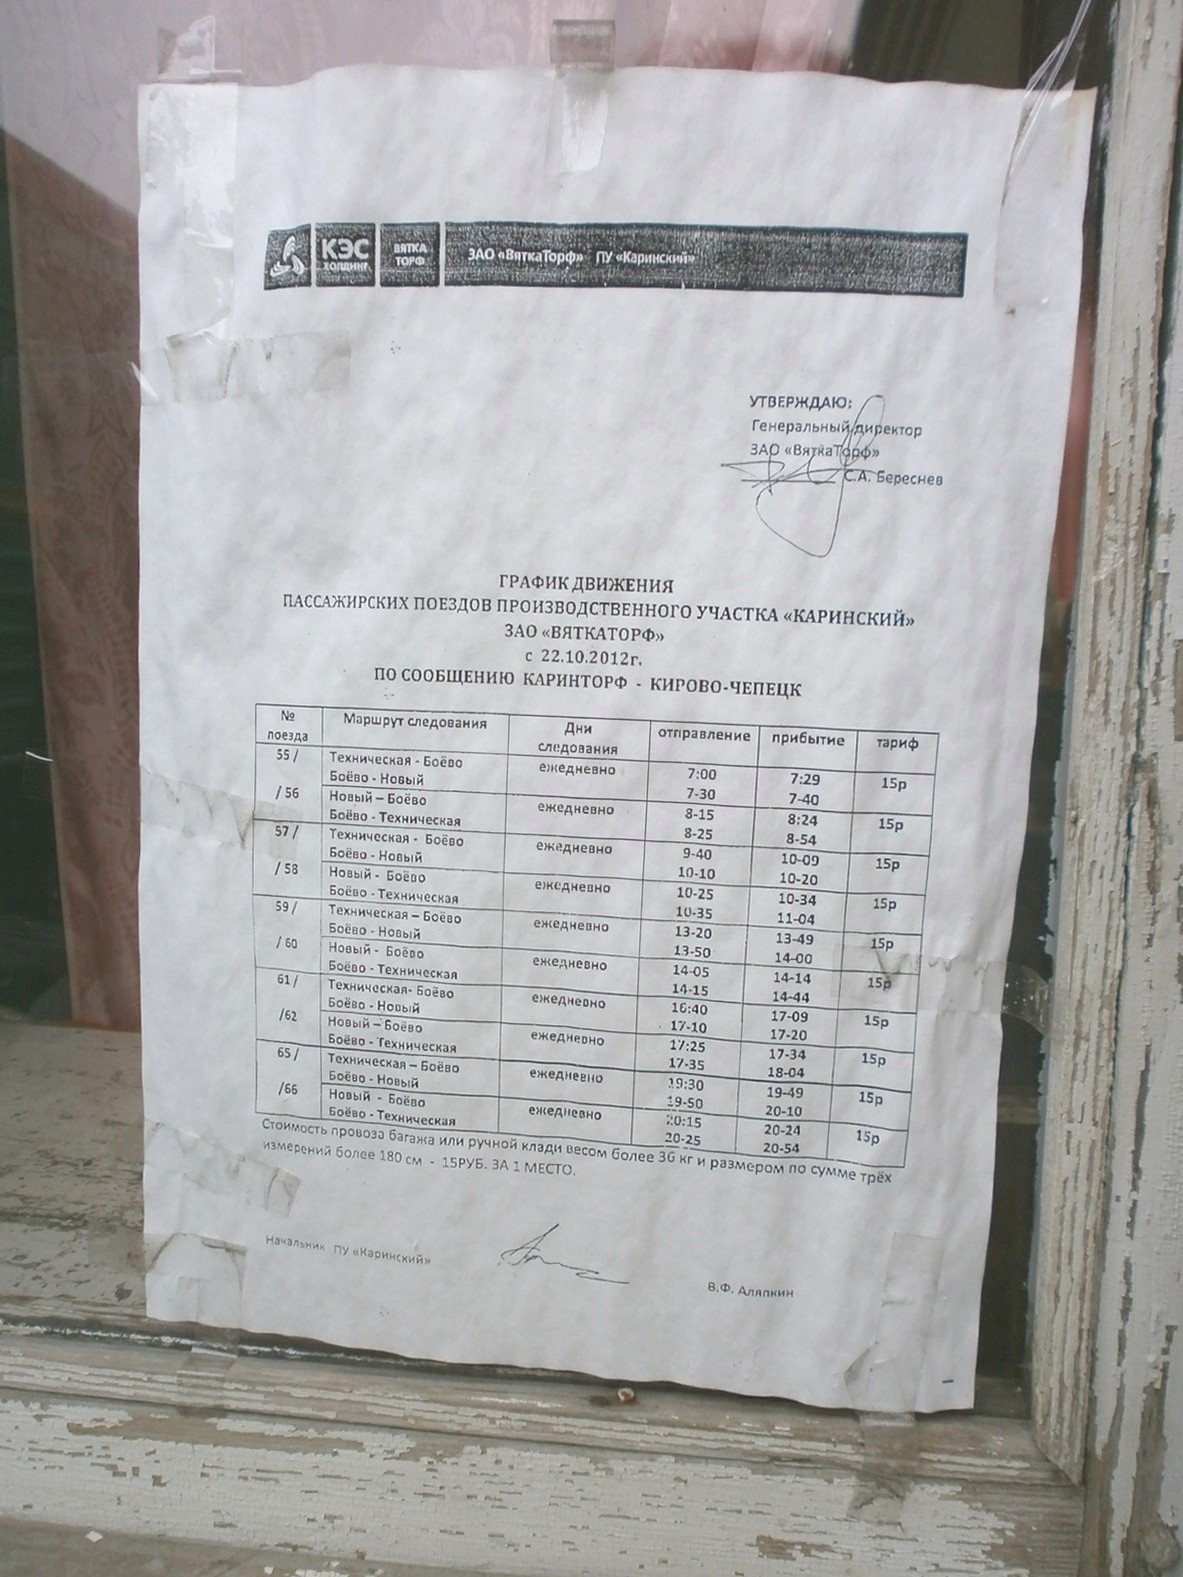 КЭС
ХОЛДИНГ
ВЯТКА
ТОРФ
ЗАО «ВяткаТорф» ПУ «Каринский»
УТВЕРЖДАЮ:
Генеральный директор
ЗАО «ВяткаТорф»
С.А. Береснев
ГРАФИК ДВИЖЕНИЯ
ПАССАЖИРСКИХ ПОЕЗДОВ ПРОИЗВОДСТВЕННОГО УЧАСТКА «КАРИНСКИЙ»
ЗАО «ВЯТКАТОРФ»
с 22.10.2012г.
ПО СООБЩЕНИЮ КАРИНТОРФ - КИРОВО-ЧЕПЕЦК
№ поезда Маршрут следования Дни следования отправление прибытие тариф
55 / Техническая - Боёво ежедневно 7:00 7:29 15р
Боёво - Новый 7-30 7-40
/ 56 Новый – Боёво ежедневно 8-15 8:24 15р
Боёво - Техническая 8-25 8-54
57 / Техническая - Боёво ежедневно 9-40 10-09 15р
Боёво - Новый 10-10 10-20
/ 58 Новый - Боёво ежедневно 10-25 10-34 15р
Боёво - Техническая 10-35 11-04
59 / Техническая – Боёво ежедневно 13-20 13-49 15р
Боёво - Новый 13-50 14-00
/ 60 Новый - Боёво ежедневно 14-05 14-14 15р
Боёво - Техническая 14-15 14-44
61 / Техническая- Боёво ежедневно 16:40 17-09 15р
Боёво - Новый 17-10 17-20
/62 Новый – Боёво ежедневно 17:25 17-34 15р
Боёво - Техническая 17-35 18-04
65 / Техническая – Боёво ежедневно 19:30 19-49 15р
Боёво - Новый 19-50 20-10
/66 Новый - Боёво ежедневно 20:15 20-24 15р
Боёво - Техническая 20-25 20-54
Стоимость провоза багажа или ручной клади весом более 36 кг и размером по сумме трёх
измерений более 180 см - 15РУБ. ЗА 1 МЕСТО.
Начальник ПУ «Каринский»
В.Ф. Аляпкин